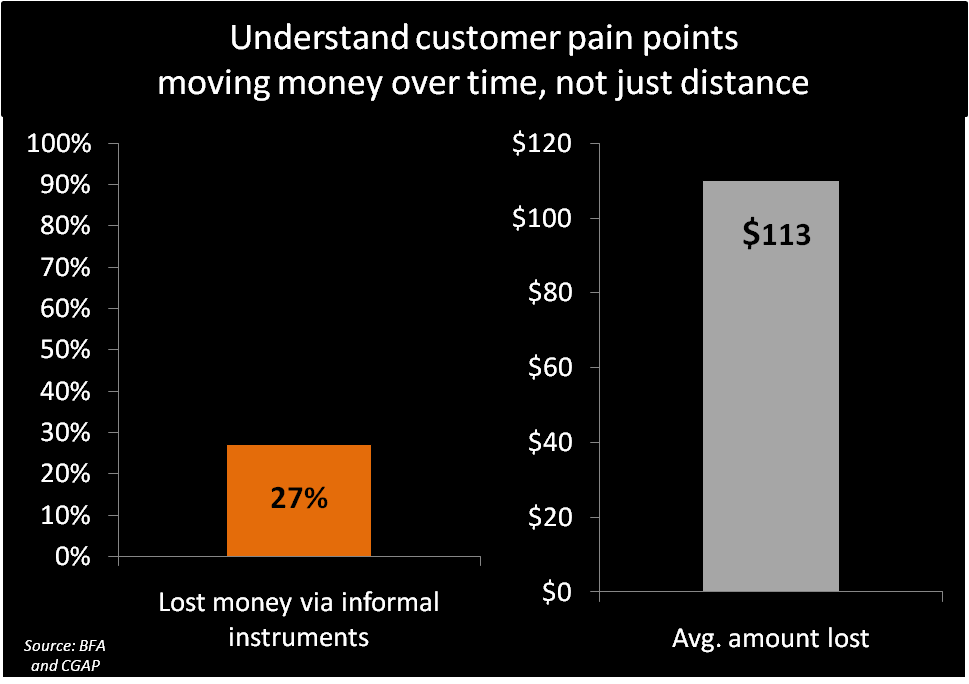 Understand customer pain points
moving money over time, not just distance
100%
90%
80%
70%
60%
50%
40%
30%
20%
10%
0%
27%
Lost money via informal
instruments
$120
$100
$80
$60
$40
$20
$0
$113
Avg. amount lost
Source: BFA
and CGAP